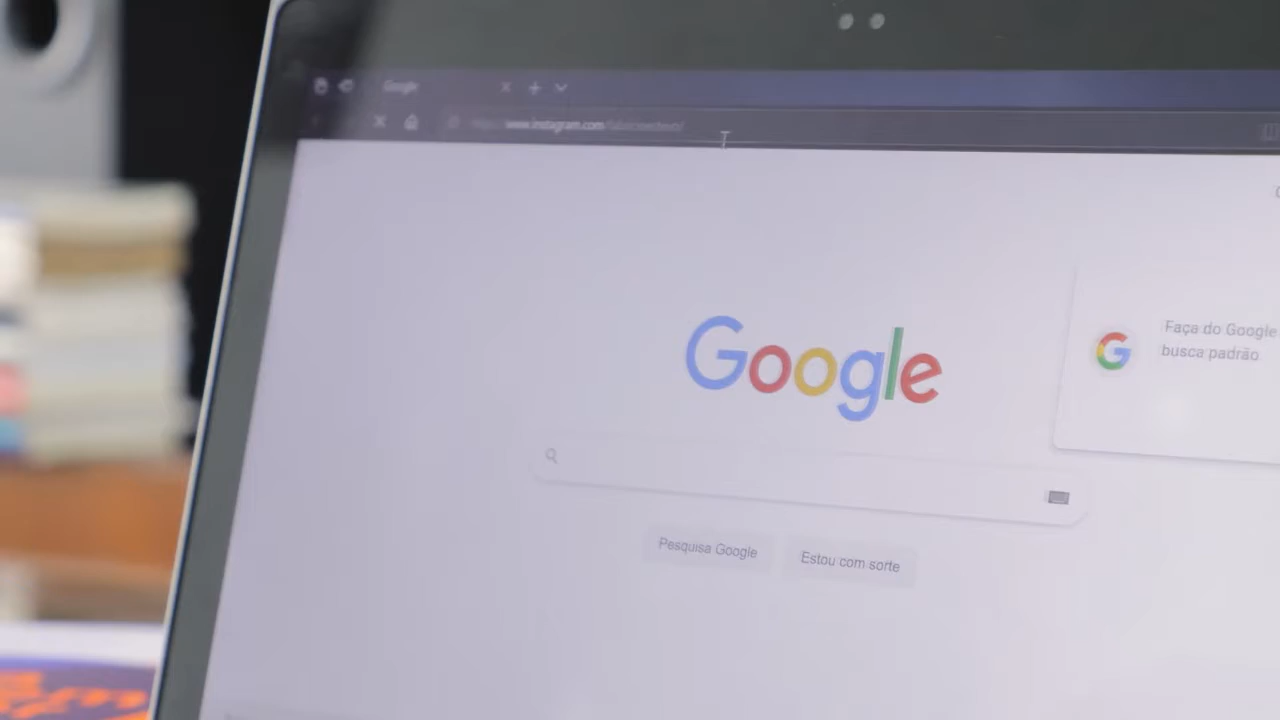 Google
www.instagram.com/
Google
Faça do Google
busca padrão
Pesquisa Google
Estou com sorte